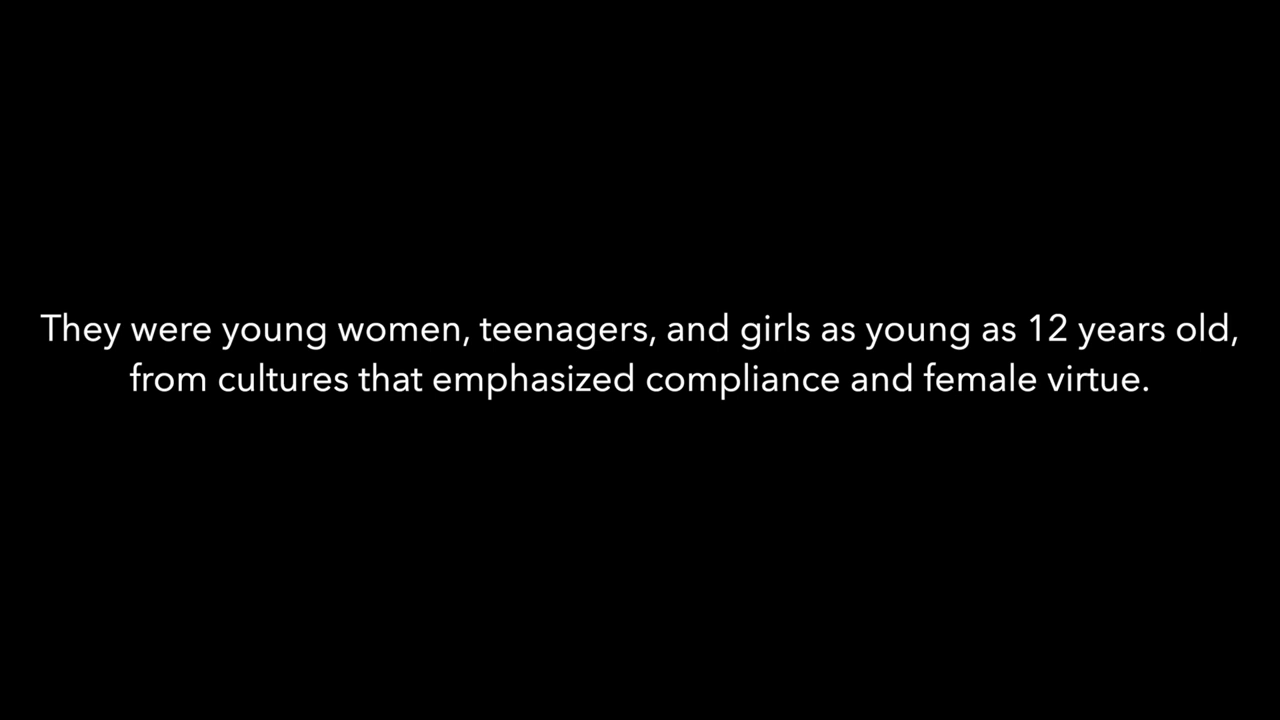 They were young women, teenagers, and girls as young as 12 years old,
from cultures that emphasized compliance and female virtue.